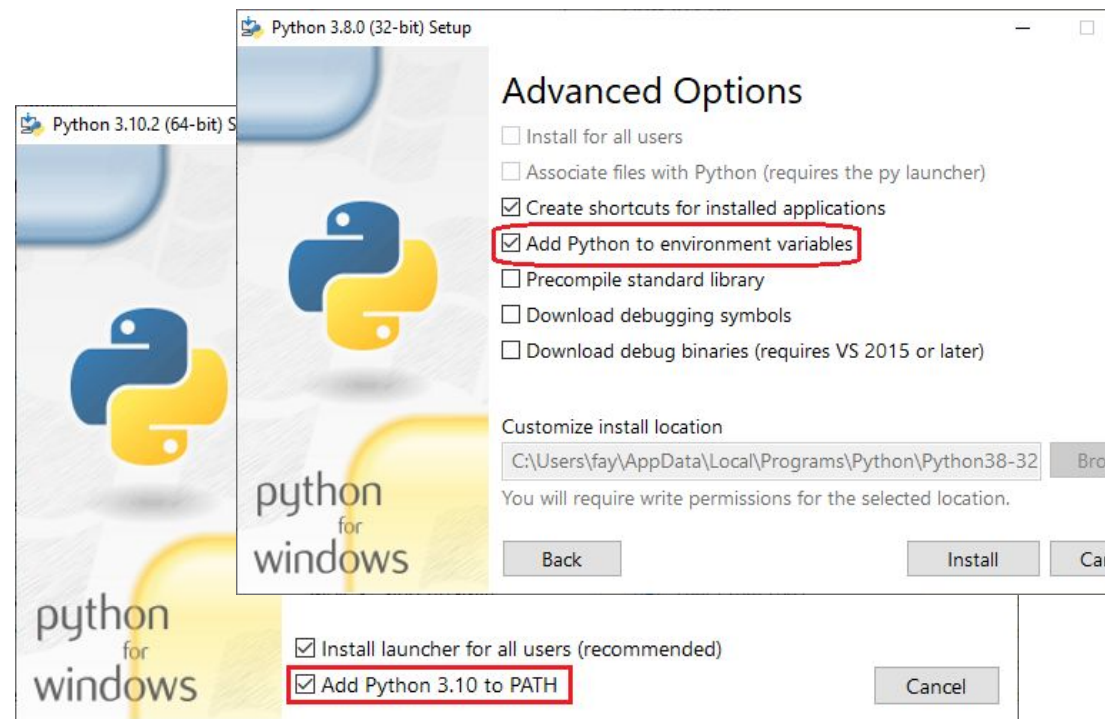 Python 3.8.0 (32-bit) Setup
Advanced Options
Install for all users
Associate files with Python (requires the py launcher)
Create shortcuts for installed applications
Add Python to environment variables
Precompile standard library
Download debugging symbols
Download debug binaries (requires VS 2015 or later)
Customize install location
C:\Users\fay\AppData\Local\Programs\Python\Python38-32
Bro
You will require write permissions for the selected location.
python
for
windows
Back
Install
Ca
Python 3.10.2 (64-bit) S
python
for
windows
Install launcher for all users (recommended)
Add Python 3.10 to PATH
Cancel